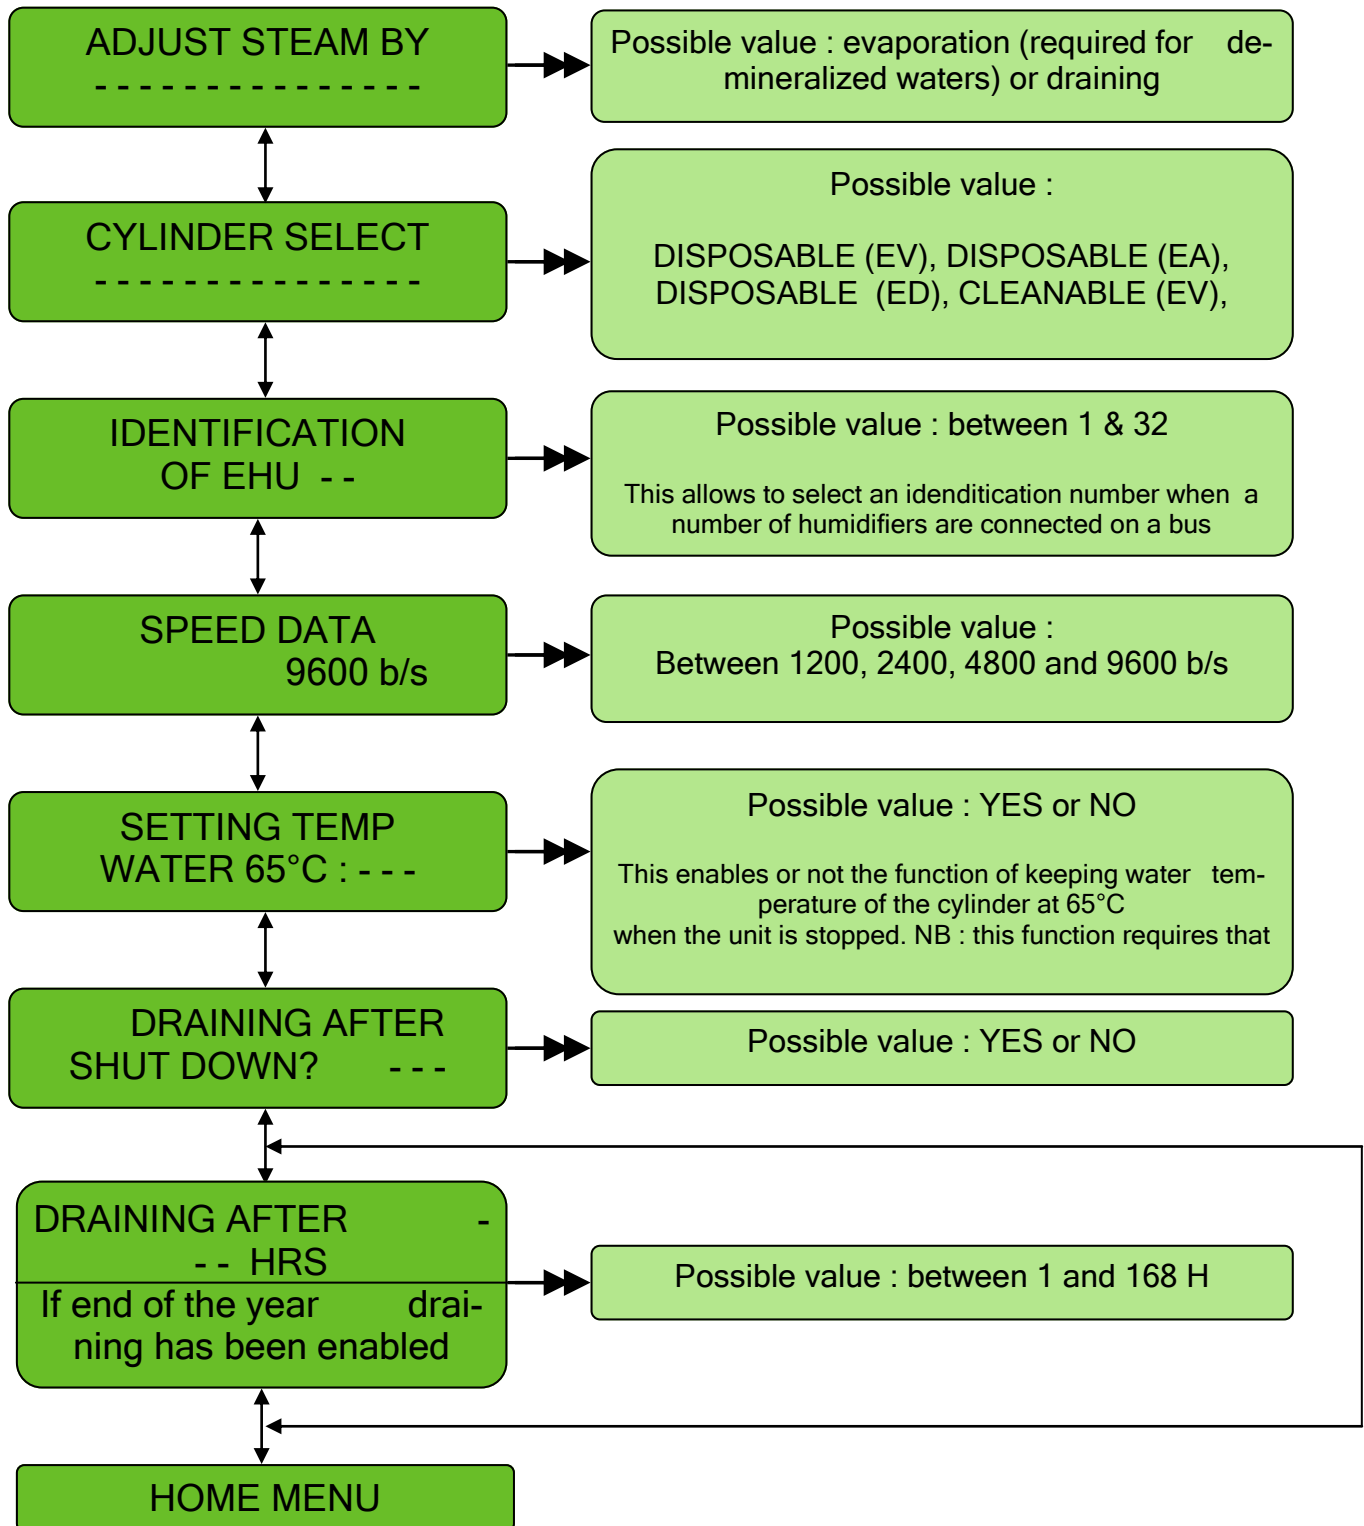 ADJUST STEAM BY
- - - - - - - - - - - - - - -
Possible value : evaporation (required for de-
mineralized waters) or draining
CYLINDER SELECT
- - - - - - - - - - - - - - -
Possible value :
DISPOSABLE (EV), DISPOSABLE (EA),
DISPOSABLE (ED), CLEANABLE (EV),
IDENTIFICATION
OF EHU - -
Possible value : between 1 & 32
This allows to select an idenditication number when a
number of humidifiers are connected on a bus
SPEED DATA
9600 b/s
Possible value :
Between 1200, 2400, 4800 and 9600 b/s
SETTING TEMP
WATER 65°C : - - -
Possible value : YES or NO
This enables or not the function of keeping water tem-
perature of the cylinder at 65°C
when the unit is stopped. NB : this function requires that
DRAINING AFTER
SHUT DOWN? - - -
Possible value : YES or NO
DRAINING AFTER -
- - HRS
If end of the year drai-
ning has been enabled
Possible value : between 1 and 168 H
HOME MENU